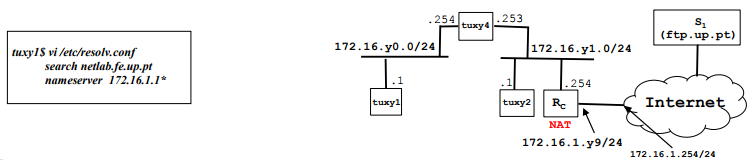 tuxy1$ vi /etc/resolv.conf
search netlab.fe.up.pt
nameserver 172.16.1.1*
.254
tuxy4
.253
S1
(ftp.up.pt)
172.16.y0.0/24
172.16.y1.0/24
.1
.1
.254
tuxy1
tuxy2
RC
Internet
NAT
172.16.1.y9/24
172.16.1.254/24